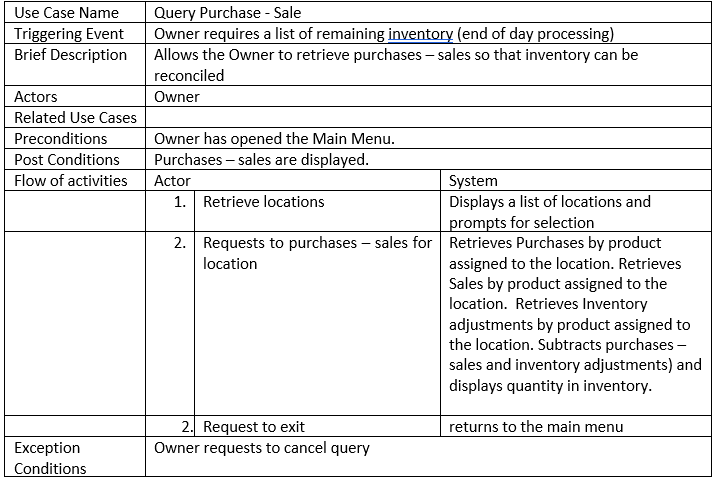 Use Case Name Query Purchase - Sale
Triggering Event Owner requires a list of remaining inventory (end of day processing)
Brief Description Allows the Owner to retrieve purchases – sales so that inventory can be
reconciled
Actors Owner
Related Use Cases
Preconditions Owner has opened the Main Menu.
Post Conditions Purchases – sales are displayed.
Flow of activities Actor System
1. Retrieve locations Displays a list of locations and
prompts for selection
2. Requests to purchases – sales for
location
Retrieves Purchases by product
assigned to the location. Retrieves
Sales by product assigned to the
location.  Retrieves Inventory
adjustments by product assigned to
the location. Subtracts purchases –
sales and inventory adjustments) and
displays quantity in inventory.
2. Request to exit returns to the main menu
Exception
Conditions
Owner requests to cancel query